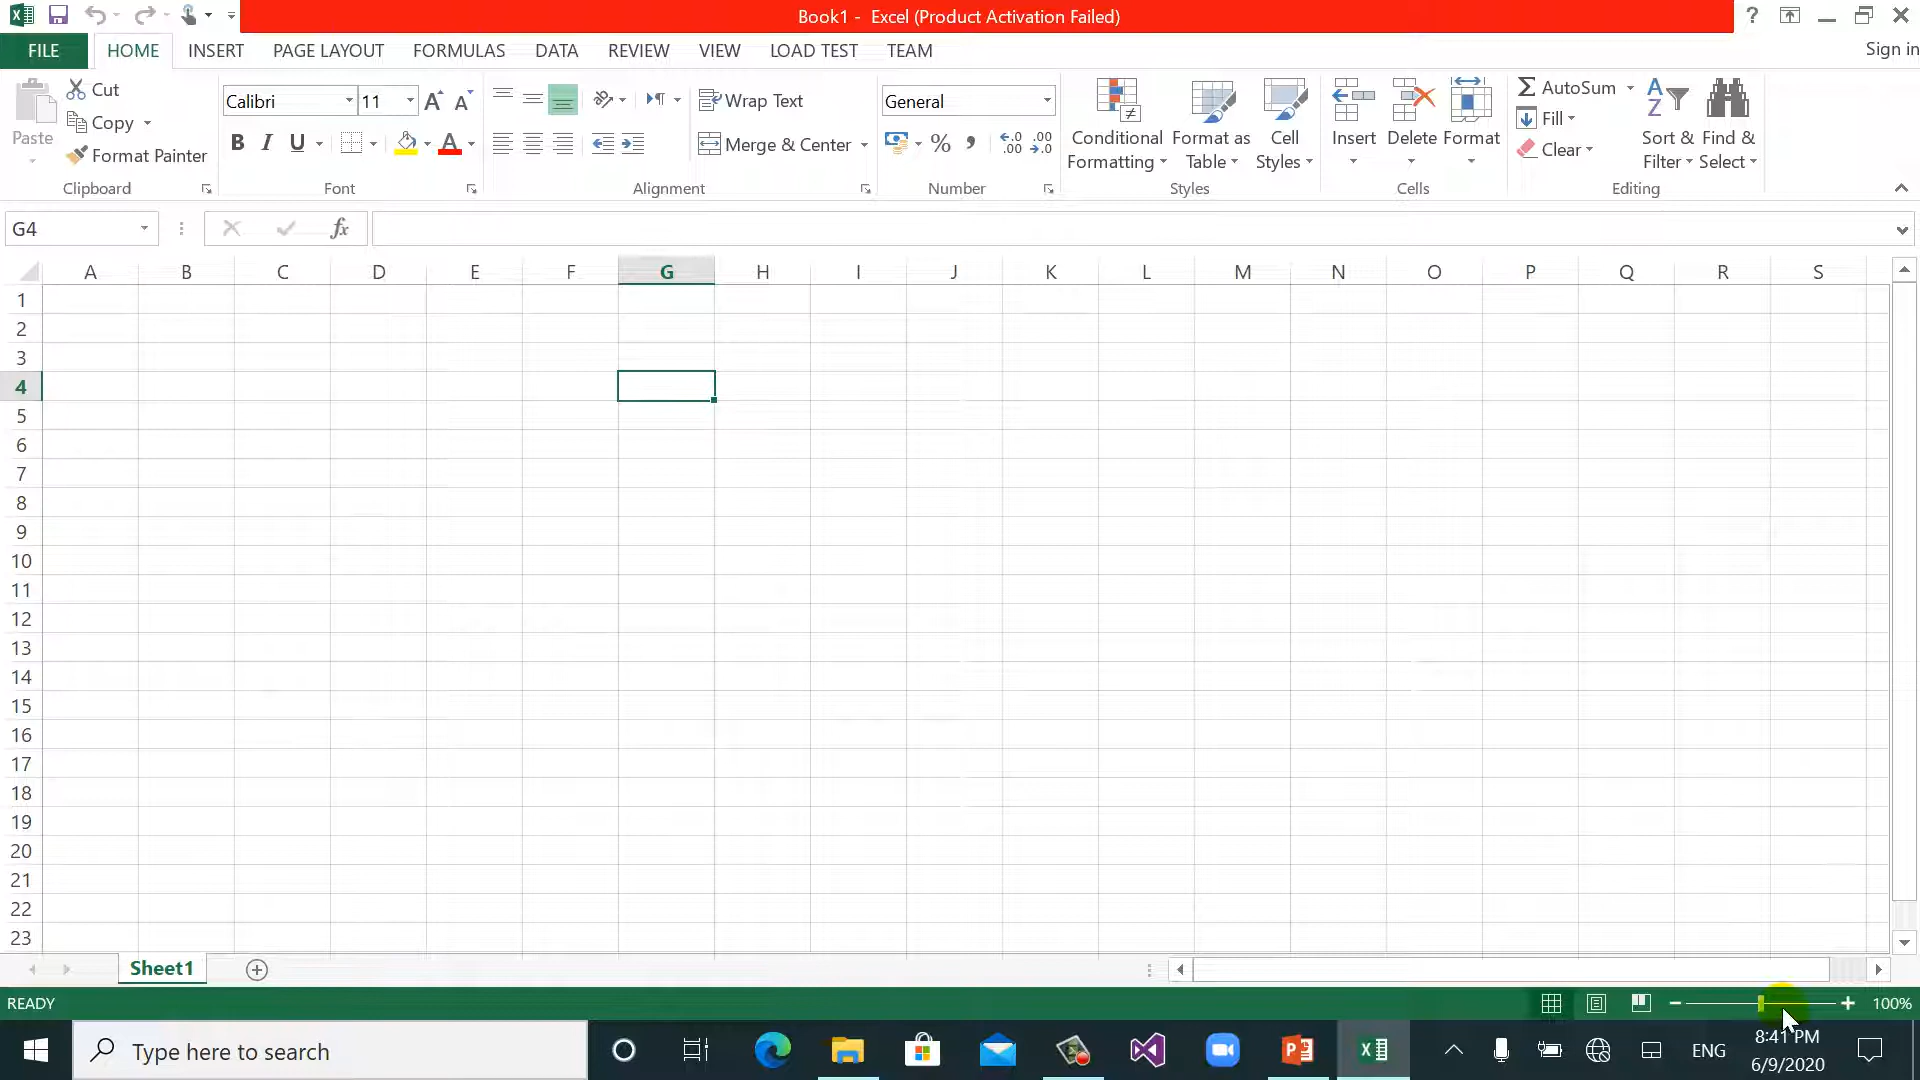 Book1 - Excel (Product Activation Failed)
?
FILE HOME INSERT PAGE LAYOUT FORMULAS DATA REVIEW VIEW LOAD TEST TEAM Sign in
Paste
Cut
Copy
Format Painter
Clipboard
Calibri 11
B I U A
Font
Wrap Text
Merge & Center
Alignment
General
% , .00 .0
Number
Conditional Formatting
Format as Table
Cell Styles
Styles
Insert Delete Format
Cells
AutoSum
Fill
Clear
Sort & Filter
Find & Select
Editing
G4 fx
A B C D E F G H I J K L M N O P Q R S
1
2
3
4
5
6
7
8
9
10
11
12
13
14
15
16
17
18
19
20
21
22
23
Sheet1
READY 100%
Type here to search
ENG
8:41 PM
6/9/2020